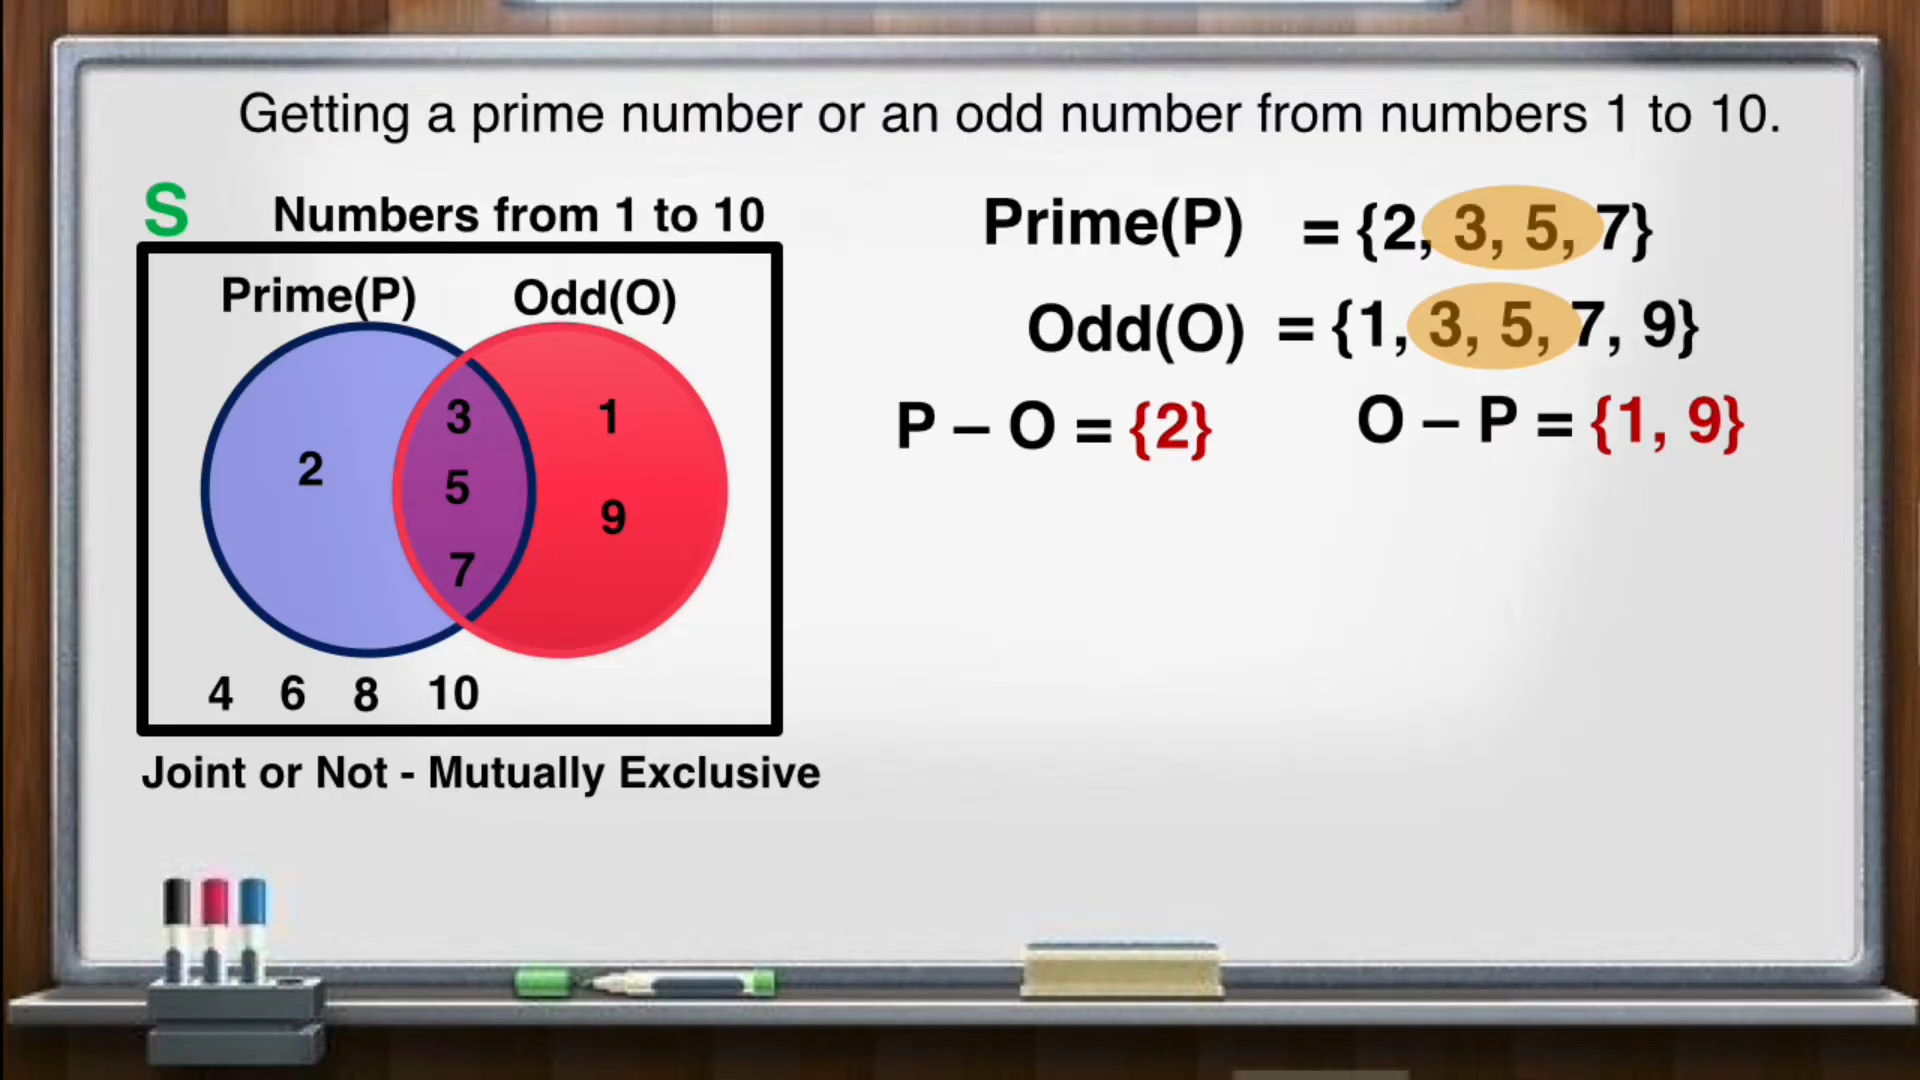 Getting a prime number or an odd number from numbers 1 to 10.
S Numbers from 1 to 10
Prime(P) Odd(O)
2
3
5
7
1
9
4 6 8 10
Joint or Not - Mutually Exclusive
Prime(P) = {2, 3, 5, 7}
Odd(O) = {1, 3, 5, 7, 9}
P – O = {2} O – P = {1, 9}